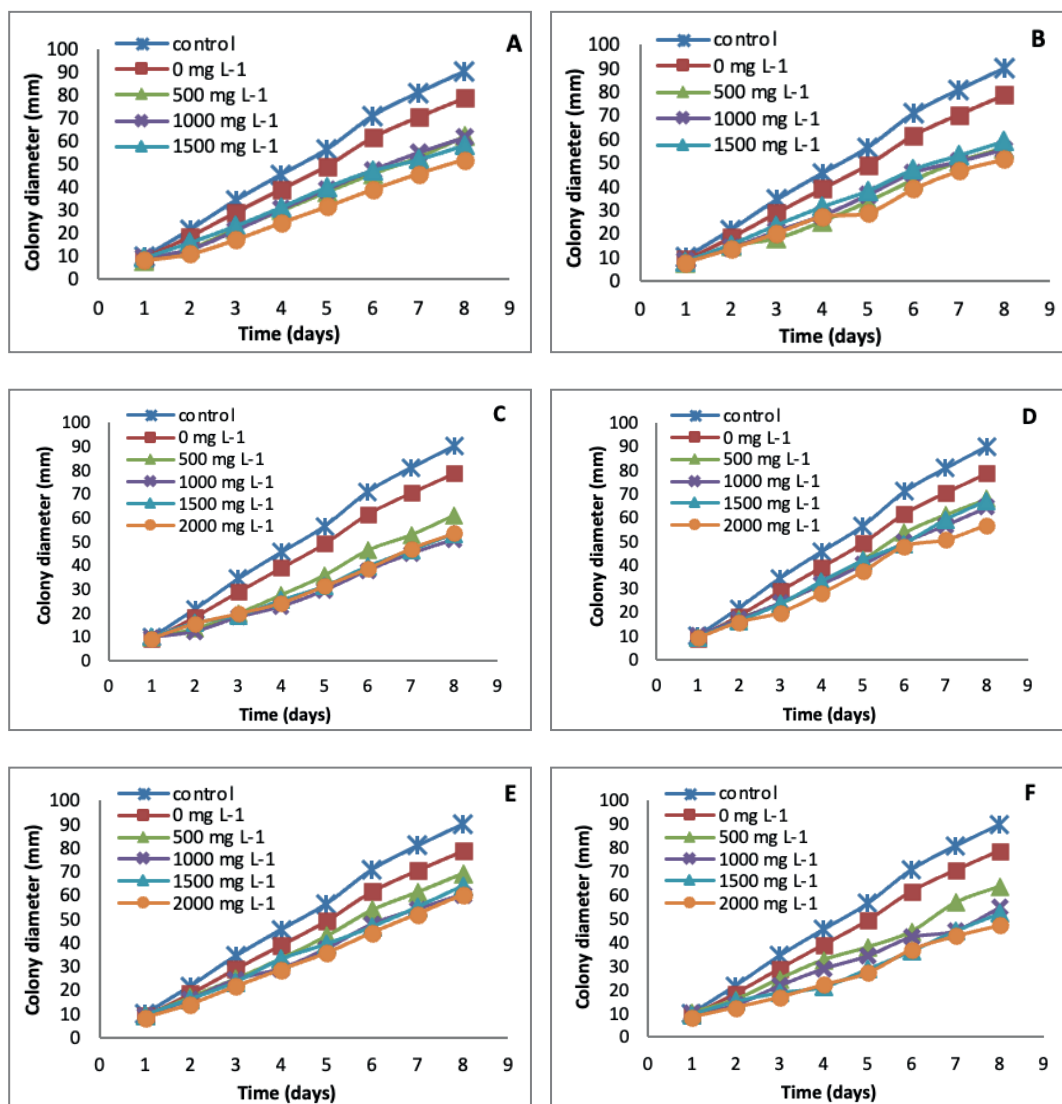 A
control
0 mg L-1
500 mg L-1
1000 mg L-1
1500 mg L-1
Colony diameter (mm)
100
90
80
70
60
50
40
30
20
10
0
0 1 2 3 4 5 6 7 8 9
Time (days)
B
control
0 mg L-1
500 mg L-1
1000 mg L-1
1500 mg L-1
Colony diameter (mm)
100
90
80
70
60
50
40
30
20
10
0
0 1 2 3 4 5 6 7 8 9
Time (days)
C
control
0 mg L-1
500 mg L-1
1000 mg L-1
1500 mg L-1
2000 mg L-1
Colony diameter (mm)
100
90
80
70
60
50
40
30
20
10
0
0 1 2 3 4 5 6 7 8 9
Time (days)
D
control
0 mg L-1
500 mg L-1
1000 mg L-1
1500 mg L-1
2000 mg L-1
Colony diameter (mm)
100
90
80
70
60
50
40
30
20
10
0
0 1 2 3 4 5 6 7 8 9
Time (days)
E
control
0 mg L-1
500 mg L-1
1000 mg L-1
1500 mg L-1
2000 mg L-1
Colony diameter (mm)
100
90
80
70
60
50
40
30
20
10
0
0 1 2 3 4 5 6 7 8 9
Time (days)
F
control
0 mg L-1
500 mg L-1
1000 mg L-1
1500 mg L-1
2000 mg L-1
Colony diameter (mm)
100
90
80
70
60
50
40
30
20
10
0
0 1 2 3 4 5 6 7 8 9
Time (days)